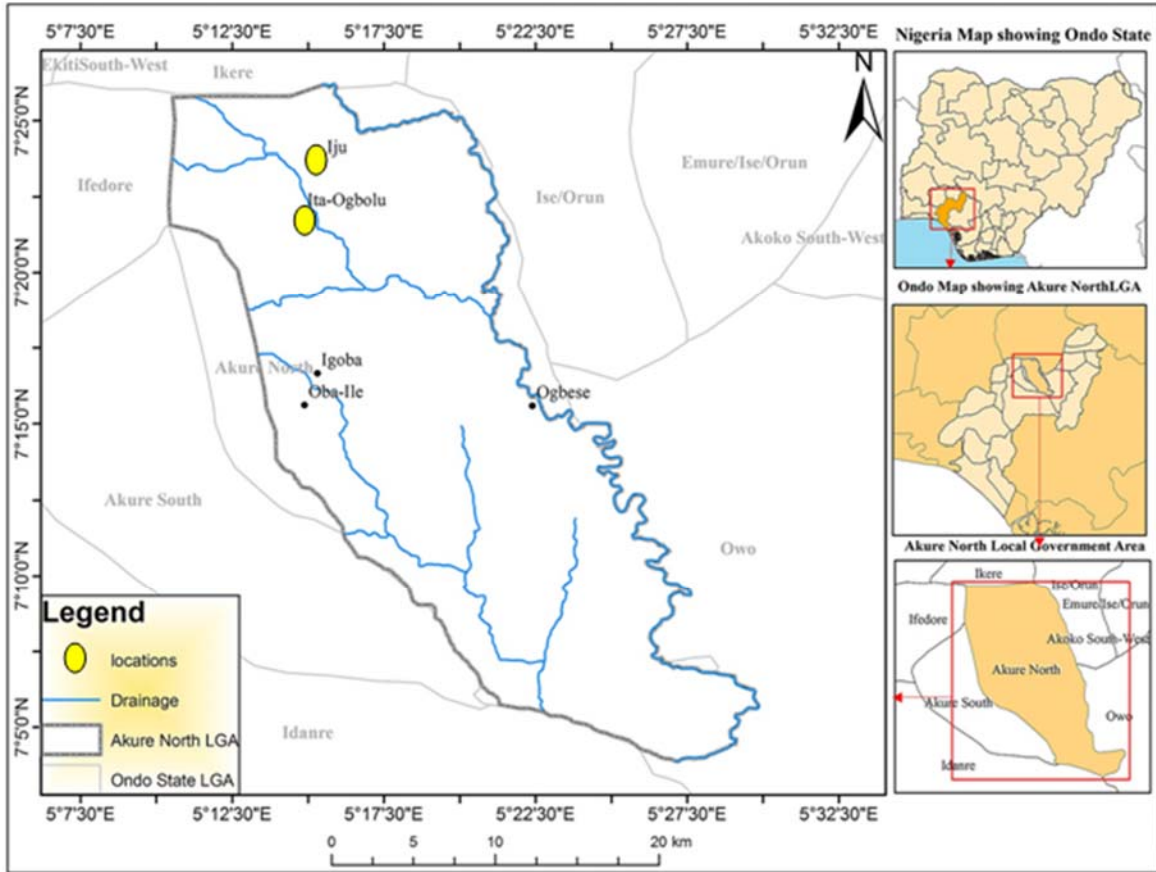 5°7'30"E 5°12'30"E 5°17'30"E 5°22'30"E 5°27'30"E 5°32'30"E
EkitiSouth-West
Ikere
N
7°25'0"N
Iju
Ifedore
Emure/Ise/Orun
Ita-Ogbolu
Ise/Orun
Akoko South-West
7°20'0"N
Igoba
Akure North
Oba-Ile
Ogbese
7°15'0"N
Akure South
Owo
7°10'0"N
Idanre
7°5'0"N
Legend
locations
Drainage
Akure North LGA
Ondo State LGA
5°7'30"E 5°12'30"E 5°17'30"E 5°22'30"E 5°27'30"E 5°32'30"E
0 5 10 20 km
Nigeria Map showing Ondo State
Ondo Map showing Akure NorthLGA
Akure North Local Government Area
Ikere
Ise/Orun
Ifedore
Emure/Ise/Orun
Akoko South-West
Akure North
Akure South
Owo
Idanre